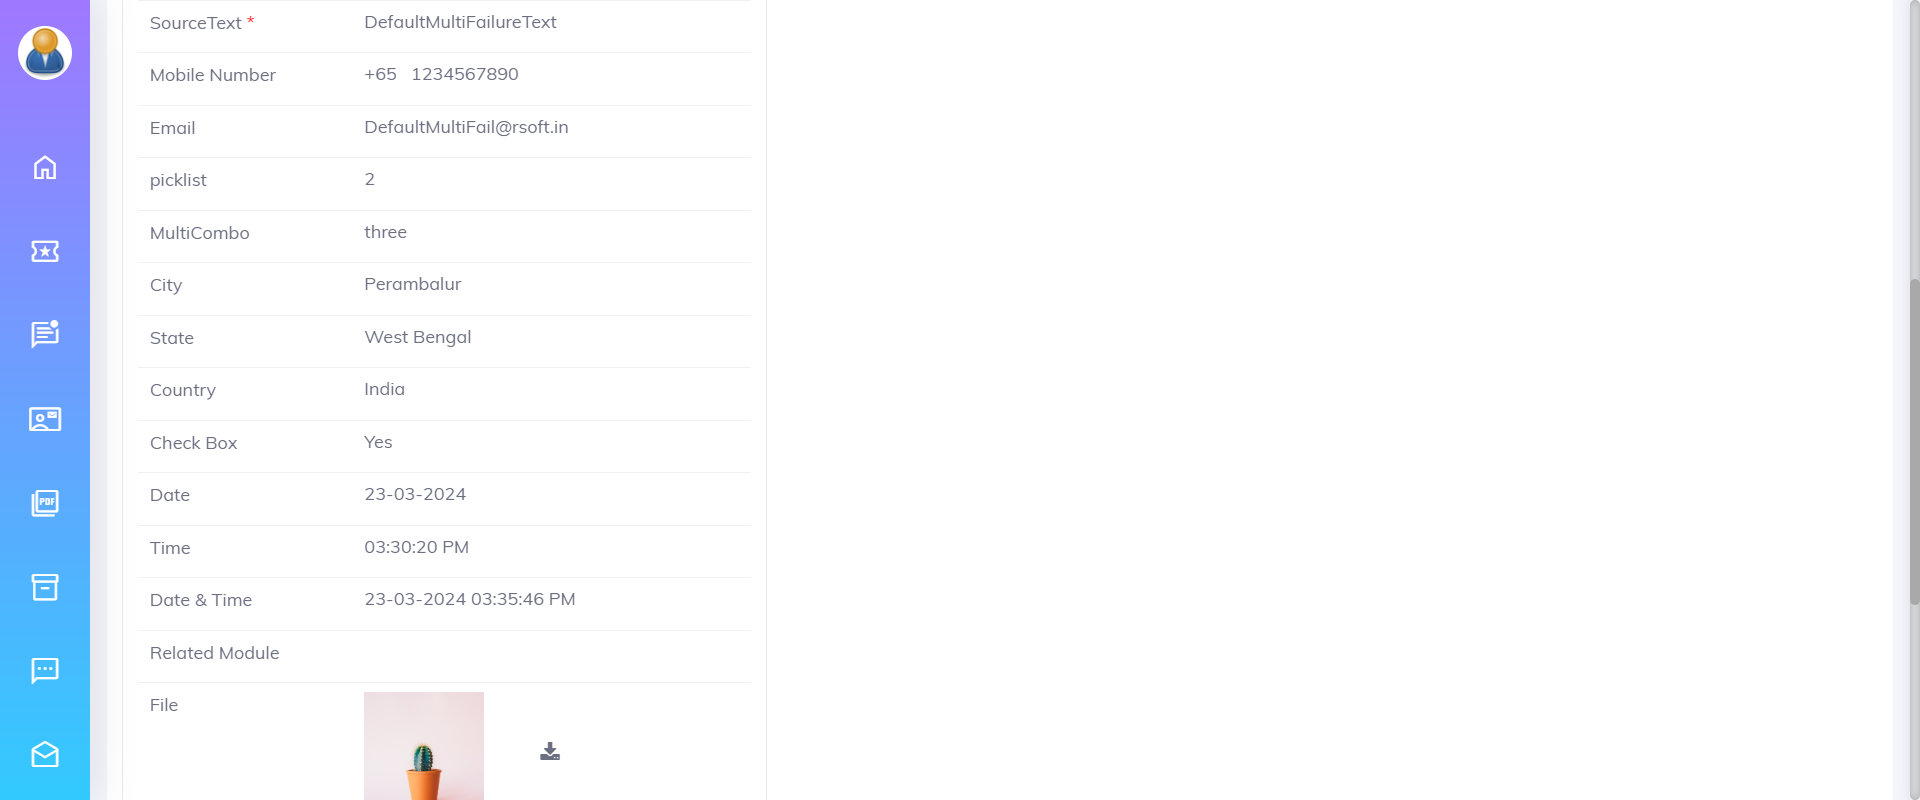 SourceText * DefaultMultiFailureText
Mobile Number +65 1234567890
Email DefaultMultiFail@rsoft.in
picklist 2
MultiCombo three
City Perambalur
State West Bengal
Country India
Check Box Yes
Date 23-03-2024
Time 03:30:20 PM
Date & Time 23-03-2024 03:35:46 PM
Related Module
File
PDF